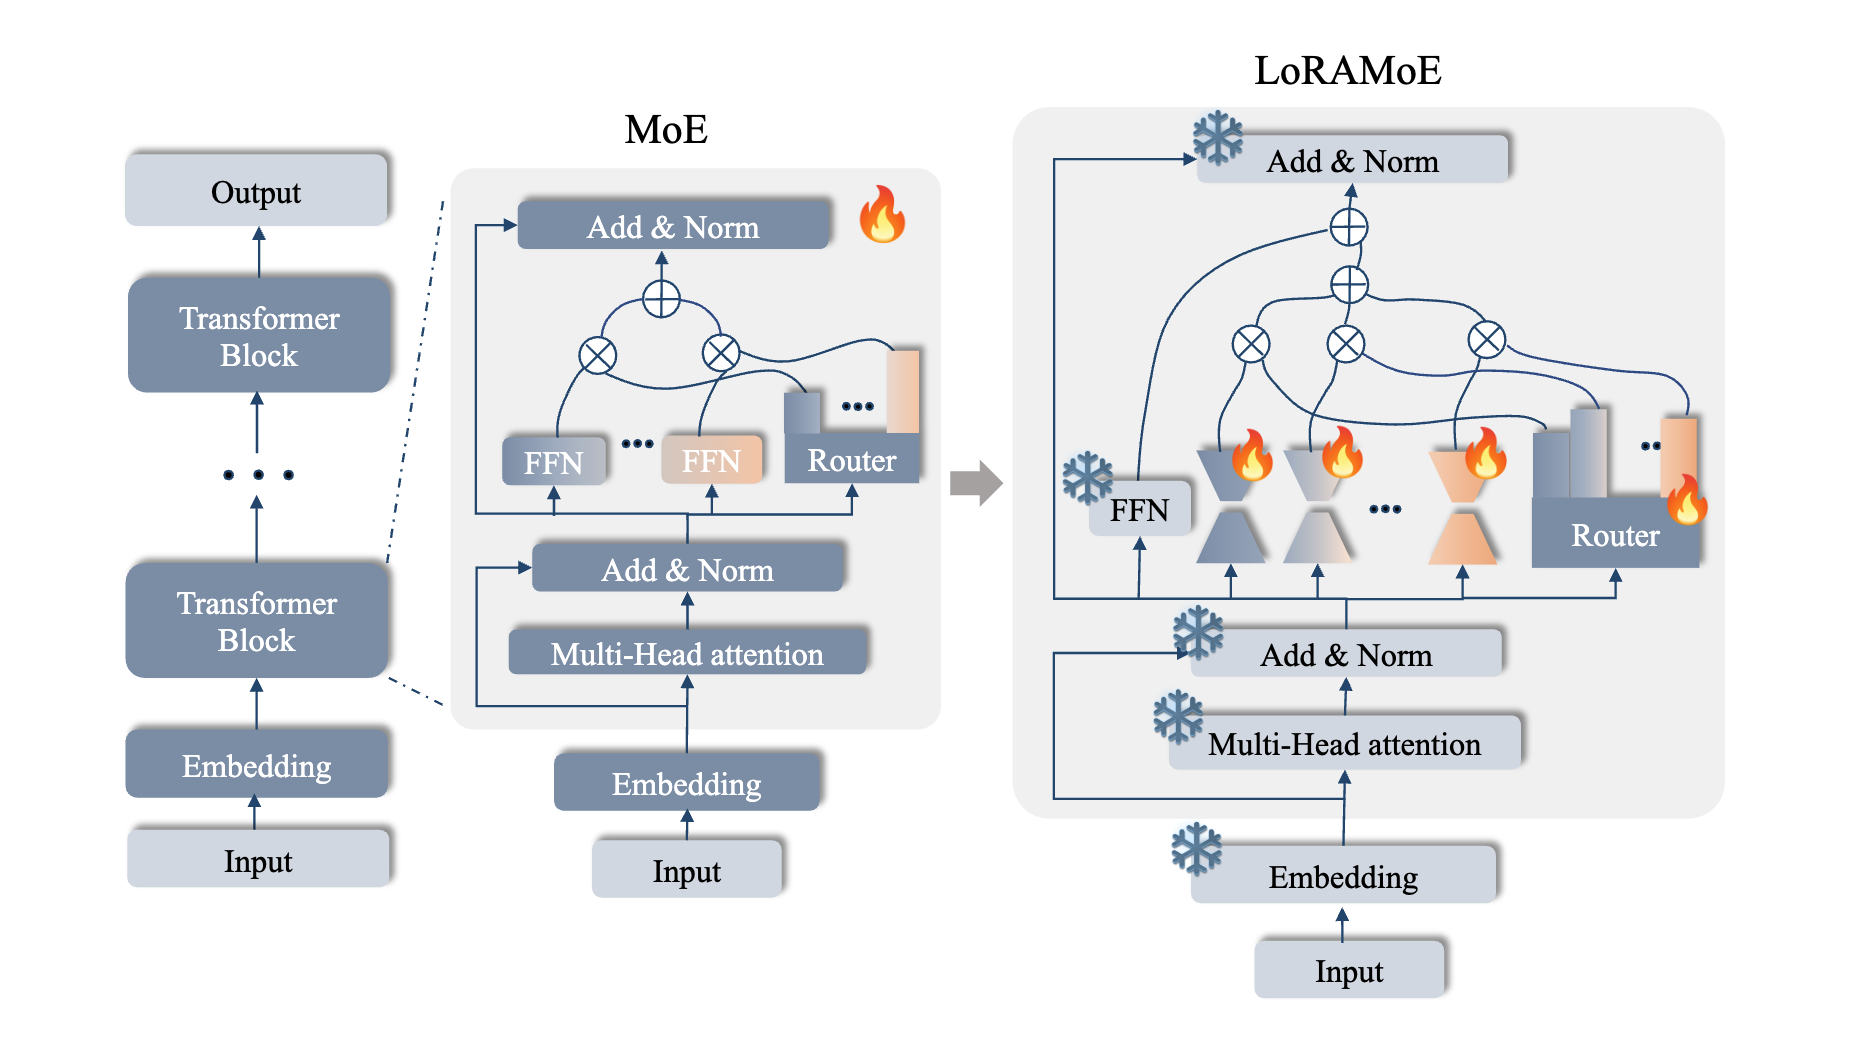 Output
Transformer
Block
Transformer
Block
Embedding
Input
MoE
Add & Norm
FFN
FFN
Router
Add & Norm
Multi-Head attention
Embedding
Input
LoRAMoE
Add & Norm
FFN
Router
Add & Norm
Multi-Head attention
Embedding
Input